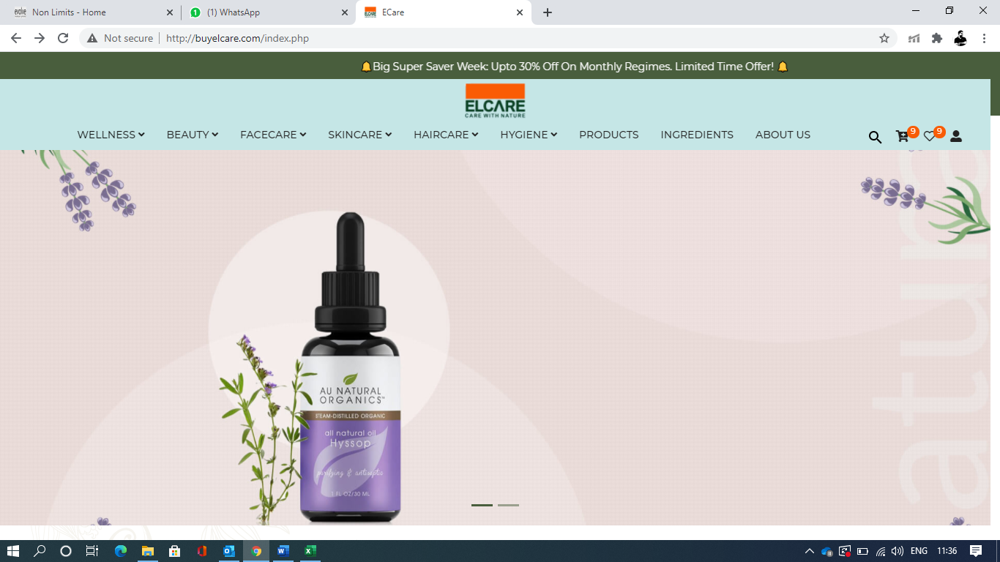 evolve
Non Limits - Home
(1) WhatsApp
ECare
Not secure
http://buyelcare.com/index.php
🔔Big Super Saver Week: Upto 30% Off On Monthly Regimes. Limited Time Offer! 🔔
ELCARE
CARE WITH NATURE
WELLNESS BEAUTY FACECARE SKINCARE HAIRCARE HYGIENE PRODUCTS INGREDIENTS ABOUT US
9 9
AU NATURAL
ORGANICS™
STEAM-DISTILLED ORGANIC
all natural oil
Hyssop
purifying & antiseptic
1 FL OZ/30 ML
atura
ENG 11:36